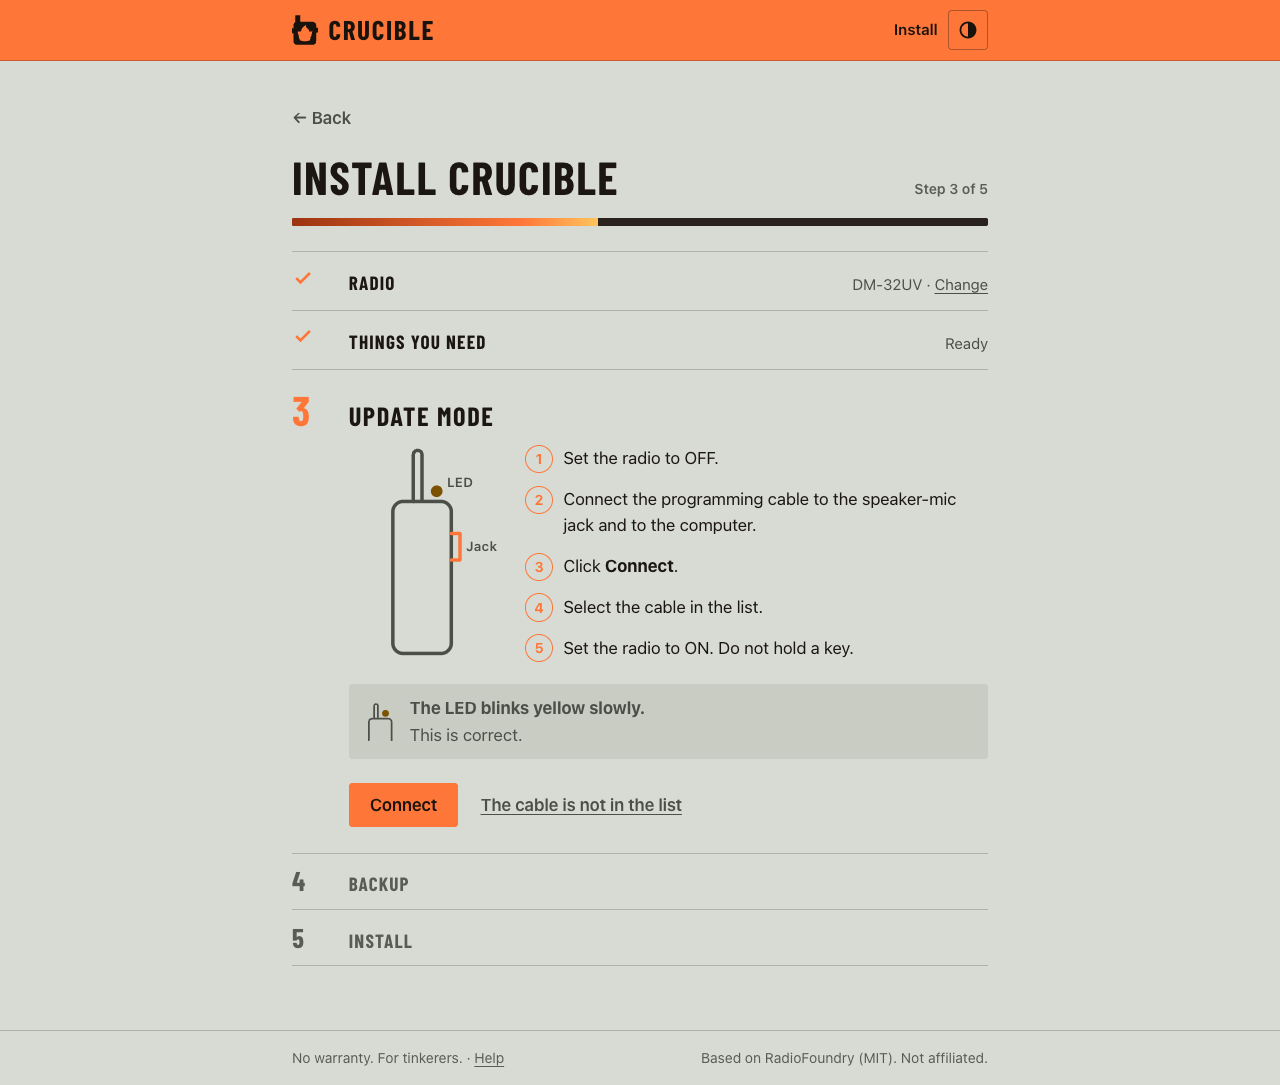 CRUCIBLE
Install
← Back
INSTALL CRUCIBLE
Step 3 of 5
RADIO
DM-32UV · Change
THINGS YOU NEED
Ready
3
UPDATE MODE
LED
Jack
1 Set the radio to OFF.
2 Connect the programming cable to the speaker-mic
jack and to the computer.
3 Click Connect.
4 Select the cable in the list.
5 Set the radio to ON. Do not hold a key.
The LED blinks yellow slowly.
This is correct.
Connect
The cable is not in the list
4 BACKUP
5 INSTALL
No warranty. For tinkerers. · Help
Based on RadioFoundry (MIT). Not affiliated.